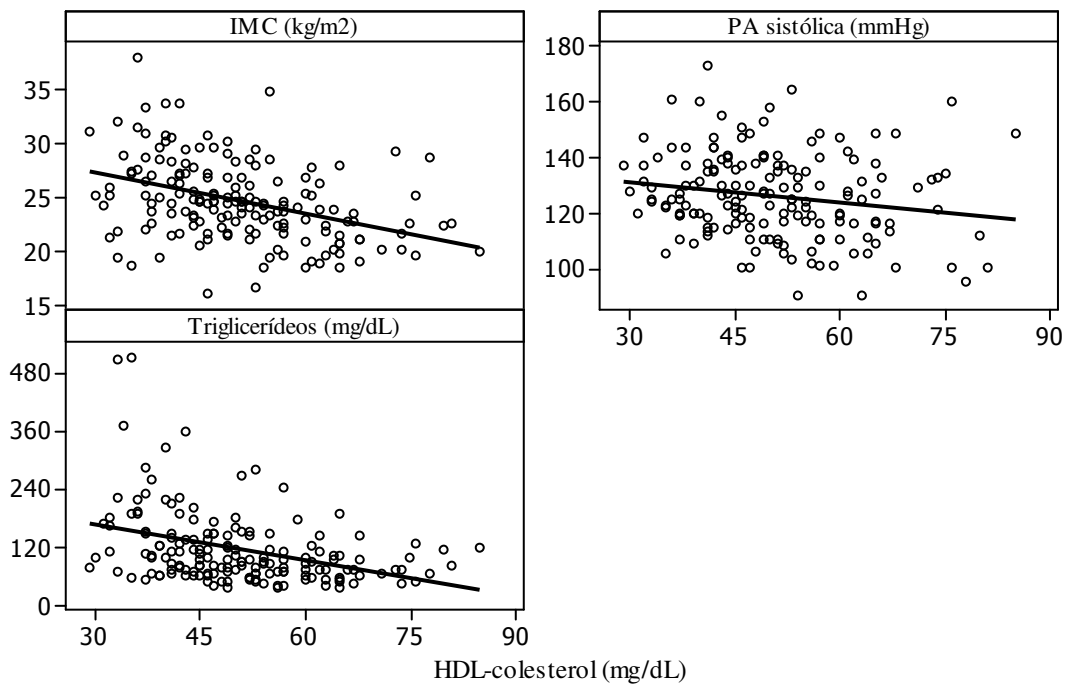 IMC (kg/m2)
35
30
25
20
15
PA sistólica (mmHg)
180
160
140
120
100
30 45 60 75 90
Triglicerídeos (mg/dL)
480
360
240
120
0
30 45 60 75 90
HDL-colesterol (mg/dL)